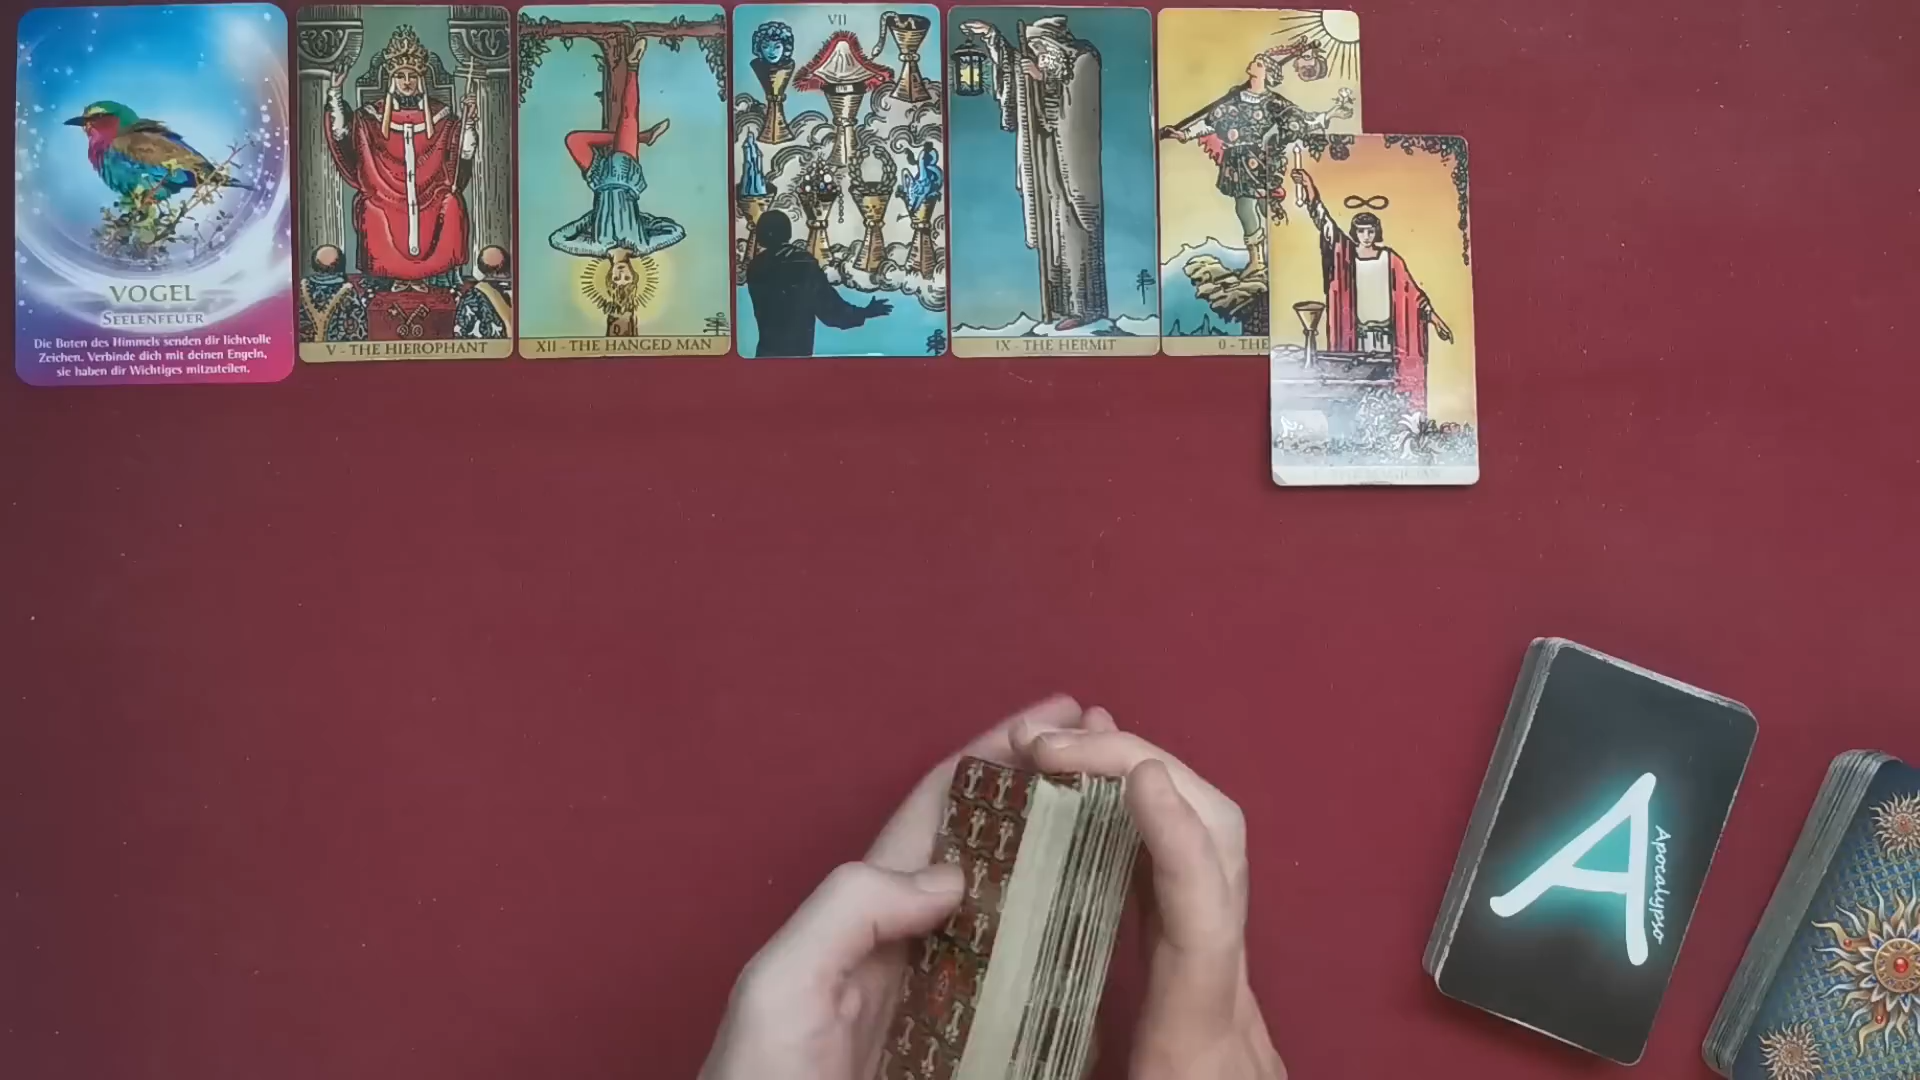 VOGEL
SEELENFEUER
Die Boten des Himmels senden dir lichtvolle
Zeichen. Verbinde dich mit deinen Engeln,
sie haben dir Wichtiges mitzuteilen.
V - THE HIEROPHANT
XII - THE HANGED MAN
VII
IX - THE HERMIT
0 - THE
A
Apocalypso